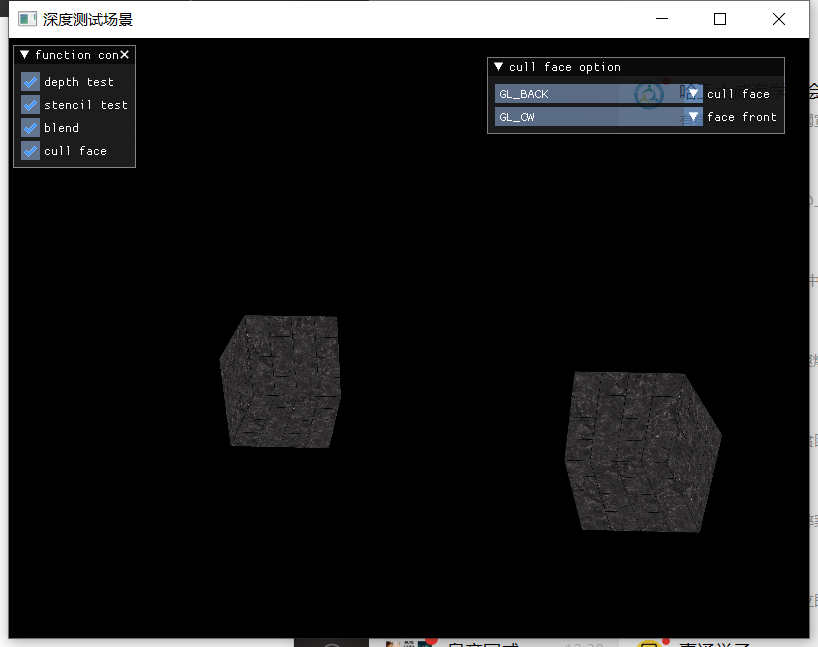 深度测试场景
function con
depth test
stencil test
blend
cull face
cull face option
GL_BACK
cull face
GL_CW
face front